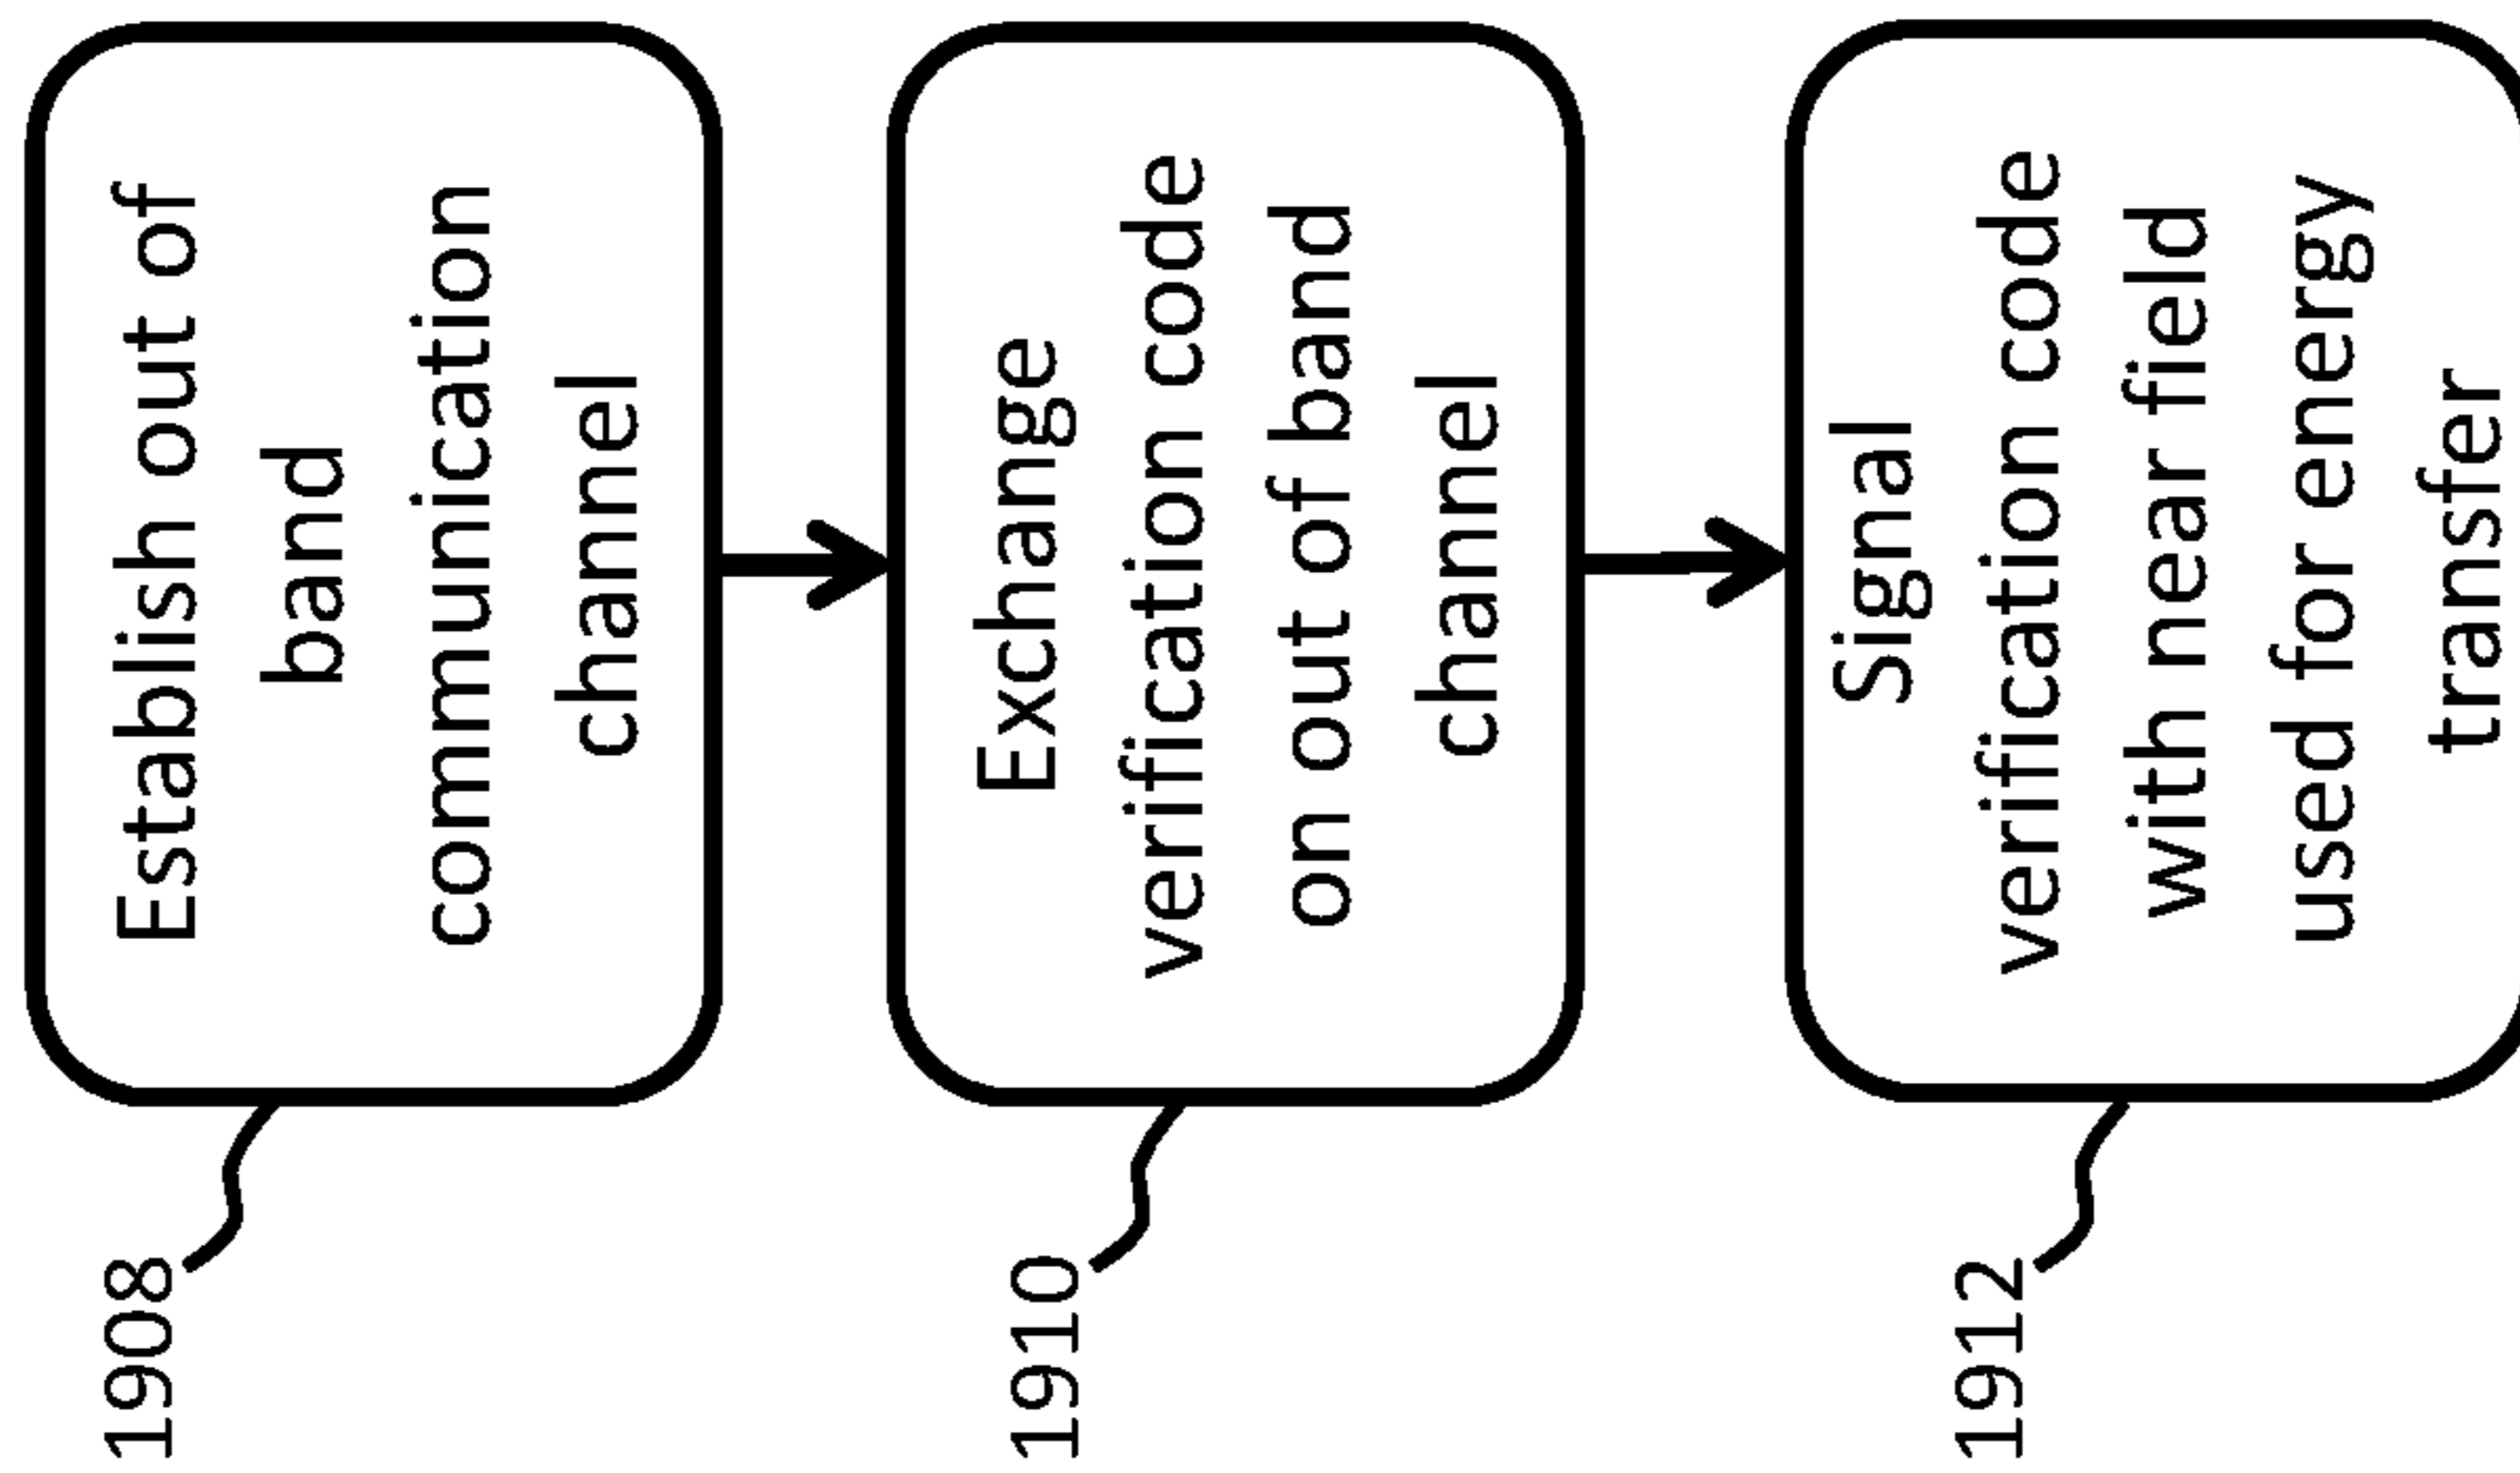 1908
Establish out of
band
communication
channel
1910
Exchange
verification code
on out of band
channel
1912
Signal
verification code
with near field
used for energy
transfer